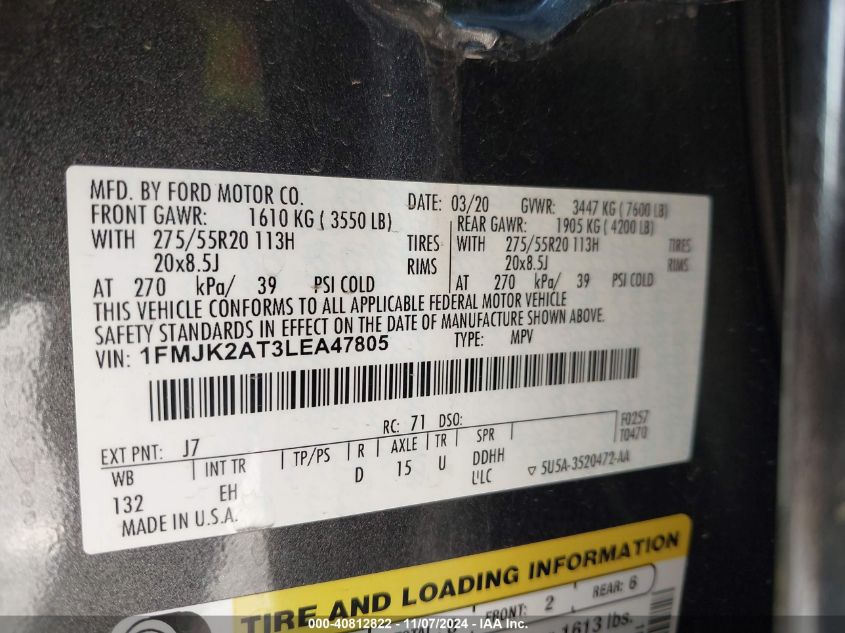 MFD. BY FORD MOTOR CO. DATE: 03/20 GVWR: 3447 KG ( 7600 LB)
FRONT GAWR: 1610 KG ( 3550 LB) REAR GAWR: 1905 KG ( 4200 LB)
WITH 275/55R20 113H TIRES WITH 275/55R20 113H TIRES
20x8.5J RIMS 20x8.5J RIMS
AT 270 kPa/ 39 PSI COLD AT 270 kPa/ 39 PSI COLD
THIS VEHICLE CONFORMS TO ALL APPLICABLE FEDERAL MOTOR VEHICLE
SAFETY STANDARDS IN EFFECT ON THE DATE OF MANUFACTURE SHOWN ABOVE.
VIN: 1FMJK2AT3LEA47805 TYPE: MPV
F0257
EXT PNT: J7 RC: 71 DSO: T0470
WB INT TR TP/PS R AXLE TR SPR
132 EH D 15 U DDHH
L'LC 5U5A-3520472-AA
MADE IN U.S.A.
TIRE AND LOADING INFORMATION
FRONT: 2 REAR: 6
1613 lbs.
000-40812822 - 11/07/2024 - IAA Inc.